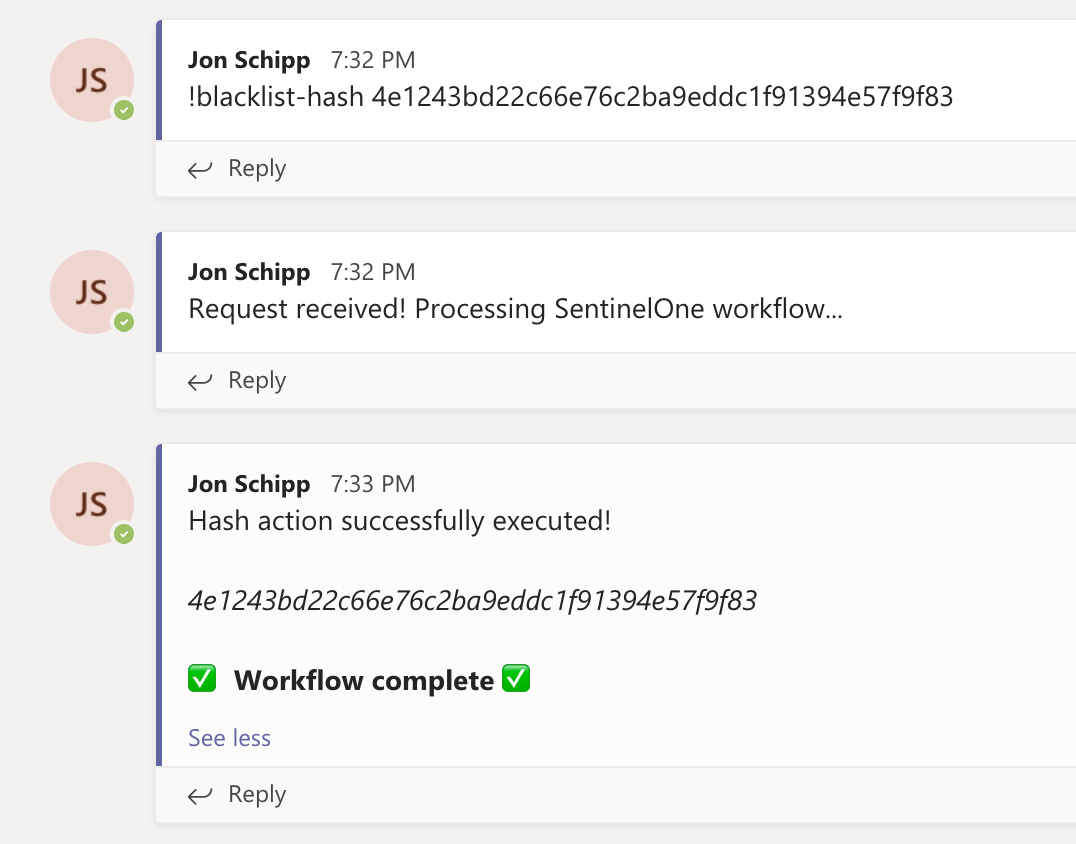 JS
Jon Schipp 7:32 PM
!blacklist-hash 4e1243bd22c66e76c2ba9eddc1f91394e57f9f83
Reply
JS
Jon Schipp 7:32 PM
Request received! Processing SentinelOne workflow...
Reply
JS
Jon Schipp 7:33 PM
Hash action successfully executed!
4e1243bd22c66e76c2ba9eddc1f91394e57f9f83
✅ Workflow complete ✅
See less
Reply